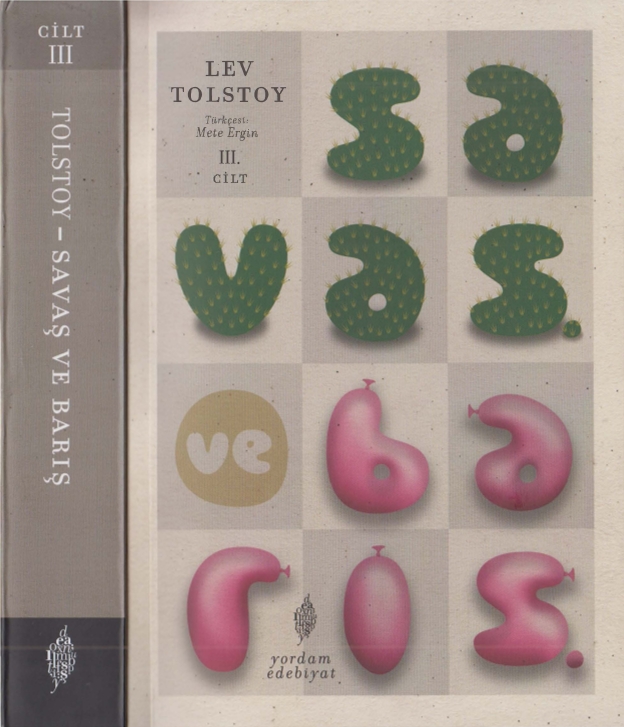 CİLT
III
TOLSTOY – SAVAŞ VE BARIŞ
LEV
TOLSTOY
Türkçesi:
Mete Ergin
III.
CİLT
sa
vaş
ve ba
rış
yordam
edebiyat